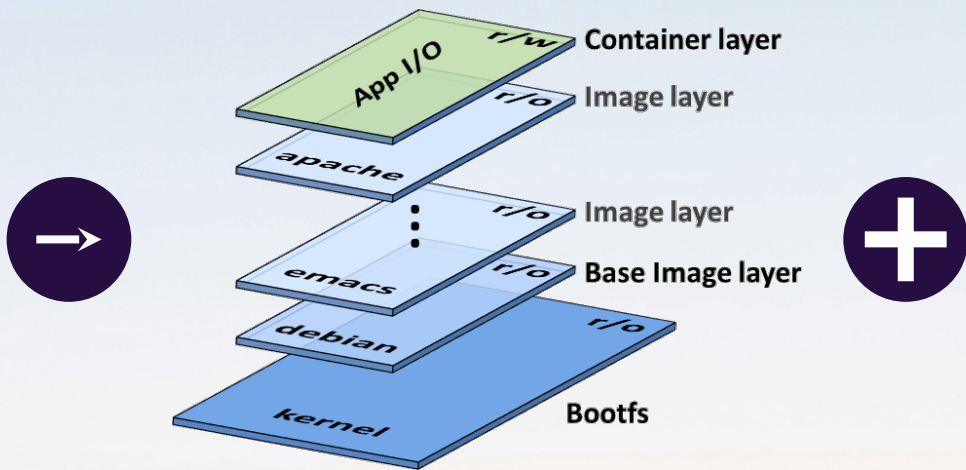 App I/O
r/w
Container layer
apache
r/o
Image layer
emacs
r/o
Image layer
debian
r/o
Base Image layer
kernel
r/o
Bootfs